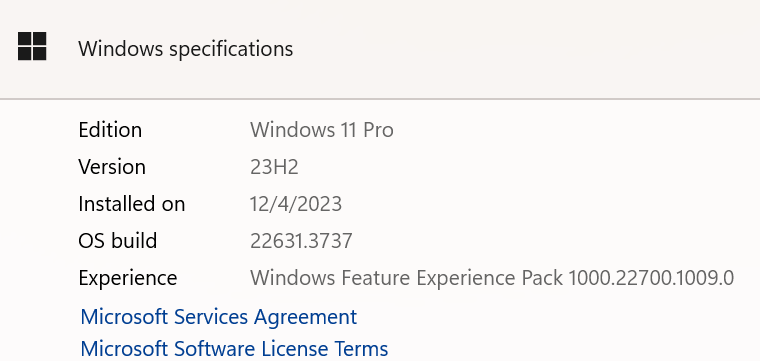 Windows specifications
Edition Windows 11 Pro
Version 23H2
Installed on 12/4/2023
OS build 22631.3737
Experience Windows Feature Experience Pack 1000.22700.1009.0
Microsoft Services Agreement
Microsoft Software License Terms